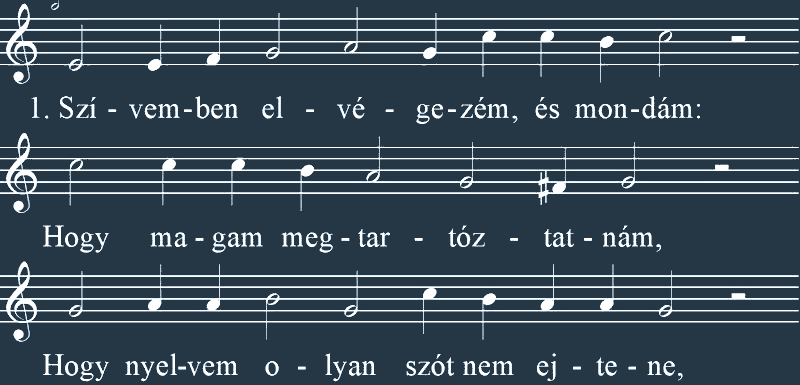 1. Szí - vem-ben el - vé - ge-zém, és mon-dám:
Hogy ma - gam meg - tar - tóz - tat - nám,
Hogy nyel-vem o - lyan szót nem ej - te - ne,